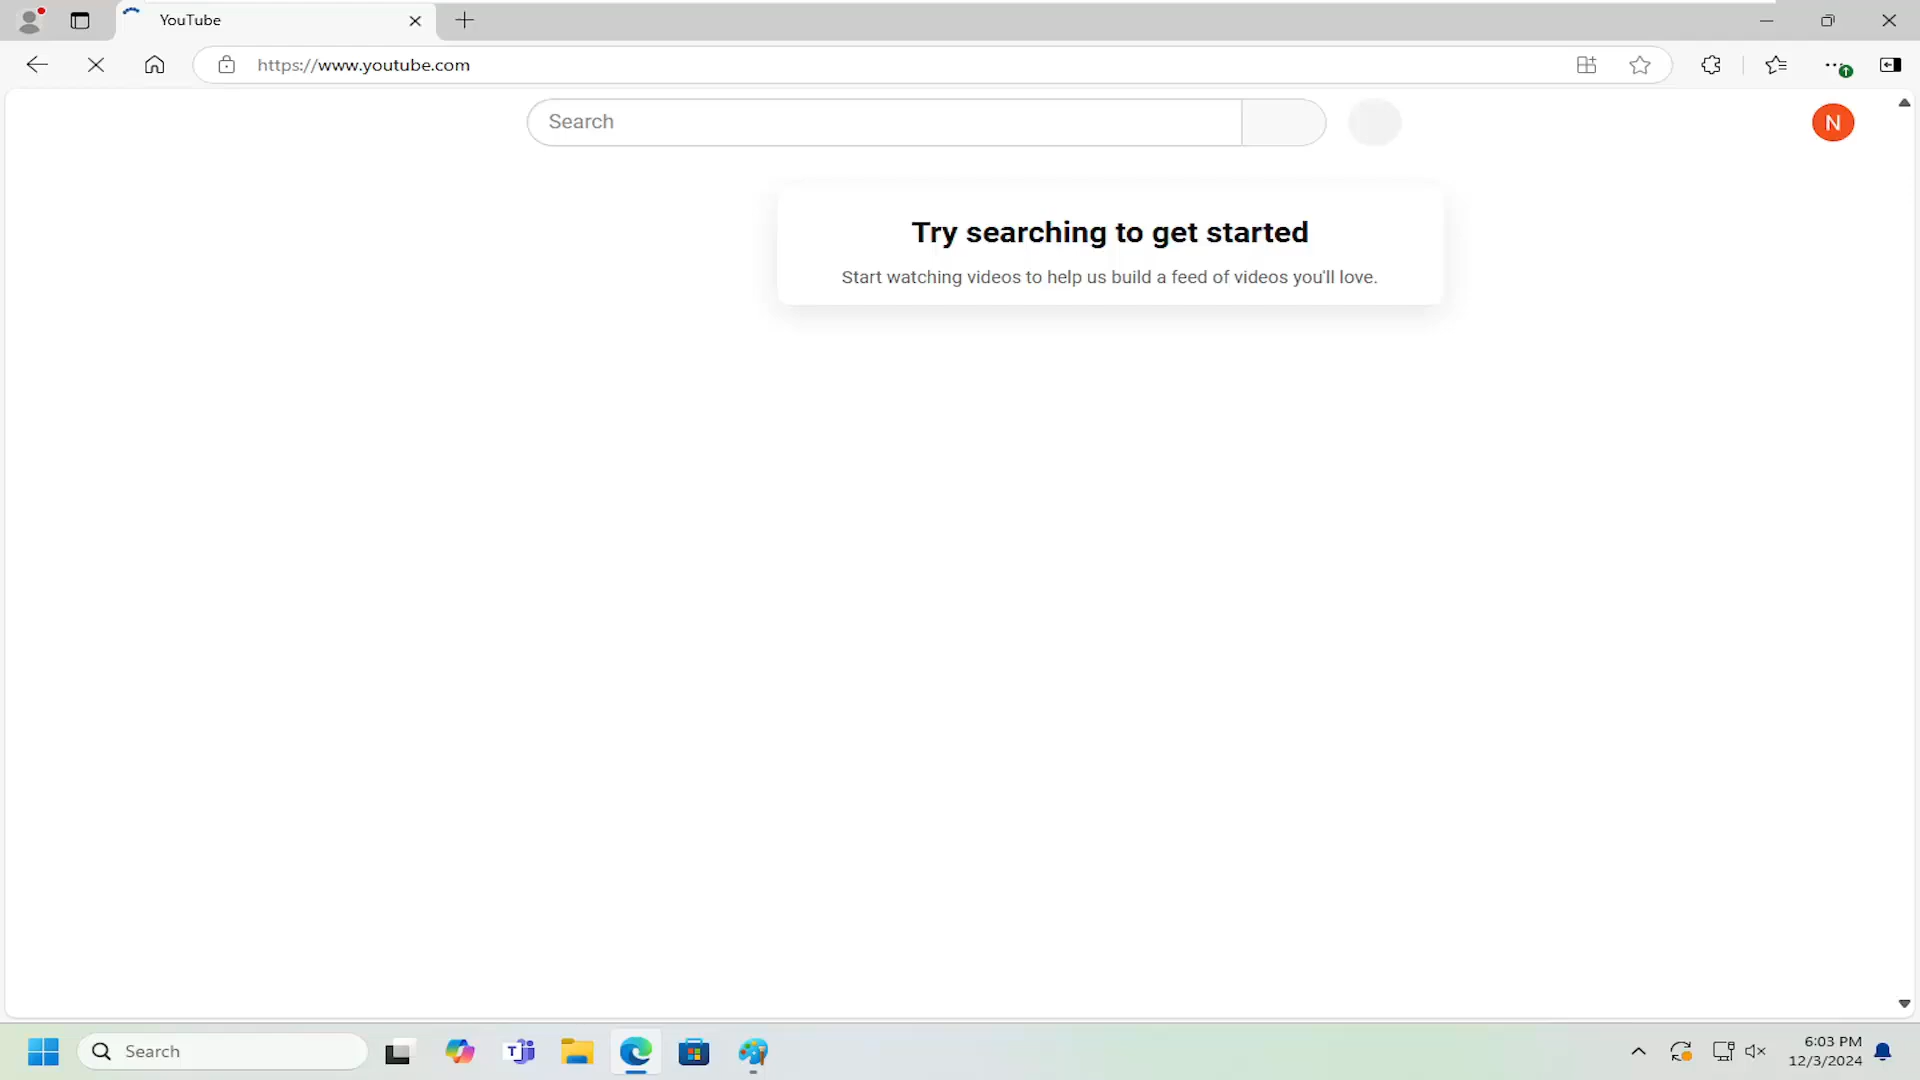 YouTube
https://www.youtube.com
Search
N
Try searching to get started
Start watching videos to help us build a feed of videos you'll love.
Search
T
6:03 PM
12/3/2024